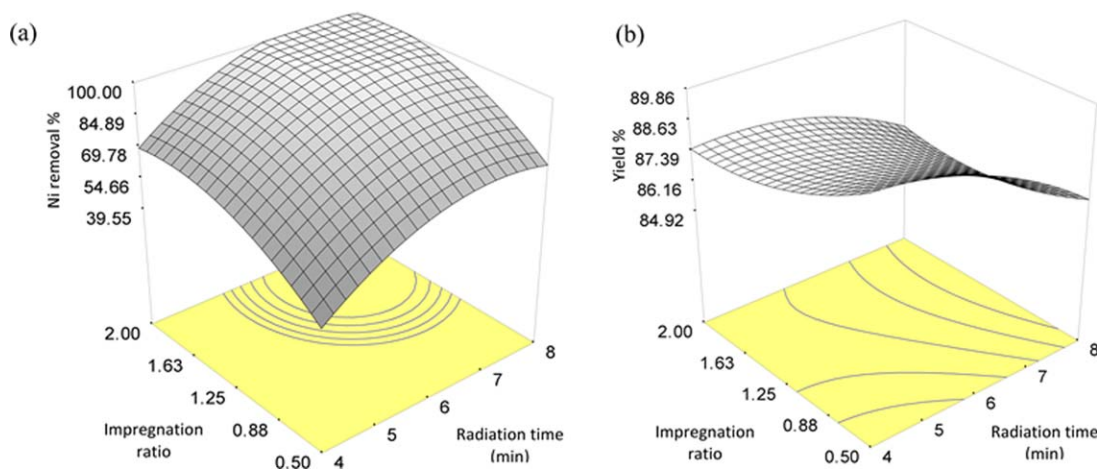 (a)
Ni removal %
100.00
84.89
69.78
54.66
39.55
2.00
1.63
1.25
0.88
0.50
Impregnation
ratio
4
5
6
7
8
Radiation time
(min)
(b)
Yield %
89.86
88.63
87.39
86.16
84.92
2.00
1.63
1.25
0.88
0.50
Impregnation
ratio
4
5
6
7
8
Radiation time
(min)